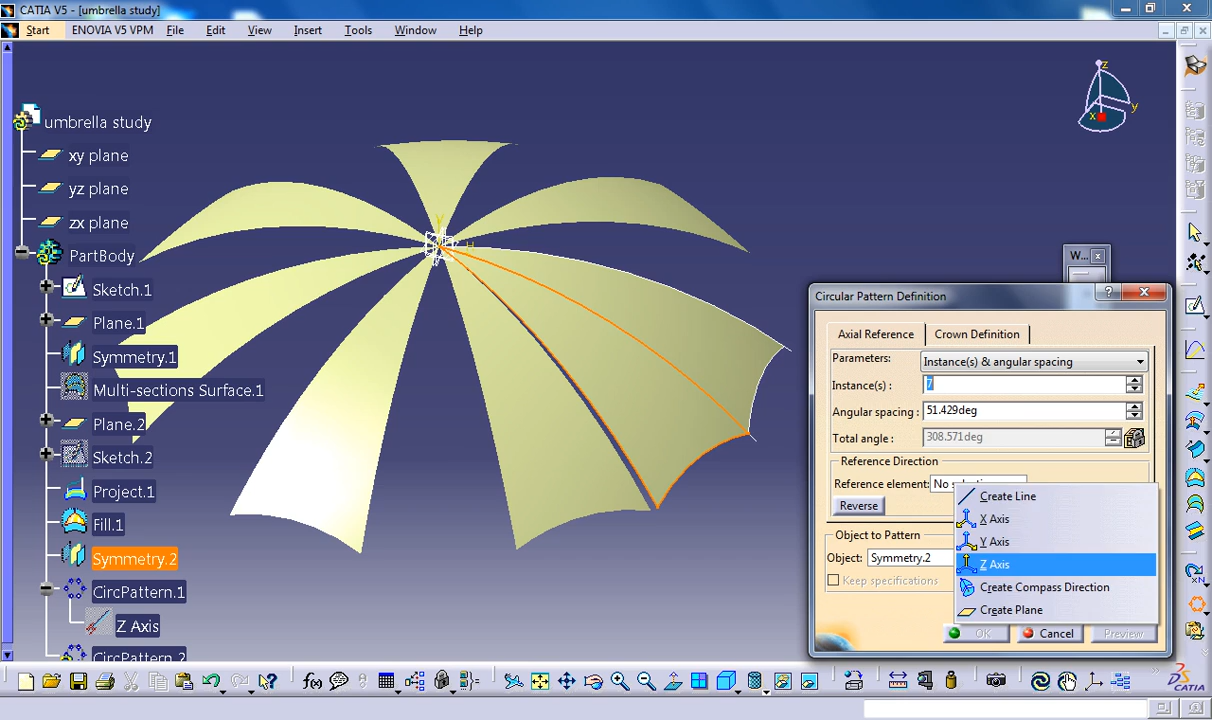 CATIA V5 - [umbrella study]
Start ENOVIA V5 VPM File Edit View Insert Tools Window Help
z
y
x
umbrella study
xy plane
yz plane
zx plane
PartBody
Sketch.1
Plane.1
Symmetry.1
Multi-sections Surface.1
Plane.2
Sketch.2
Project.1
Fill.1
Symmetry.2
CircPattern.1
Z Axis
CircPattern.2
V
H
W...
Circular Pattern Definition
Axial Reference Crown Definition
Parameters: Instance(s) & angular spacing
Instance(s) : 7
Angular spacing : 51.429deg
Total angle : 308.571deg
Reference Direction
Reference element: No
Reverse
Create Line
X Axis
Y Axis
Z Axis
Create Compass Direction
Create Plane
Object to Pattern
Object: Symmetry.2
Keep specifications
OK Cancel Preview
f(x)
CATIA